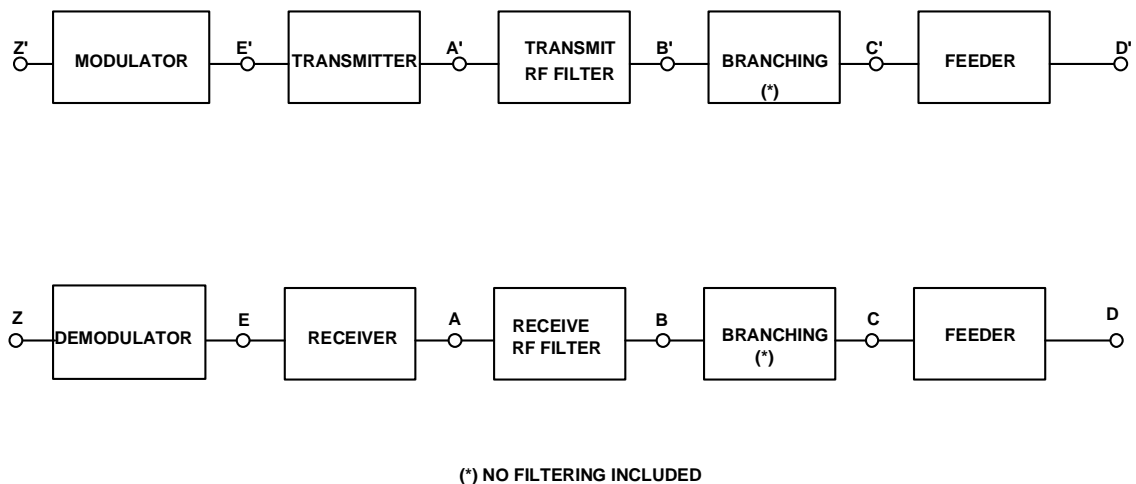 Z' MODULATOR E' TRANSMITTER A' TRANSMIT RF FILTER B' BRANCHING (*) C' FEEDER D'
Z DEMODULATOR E RECEIVER A RECEIVE RF FILTER B BRANCHING (*) C FEEDER D
(*) NO FILTERING INCLUDED